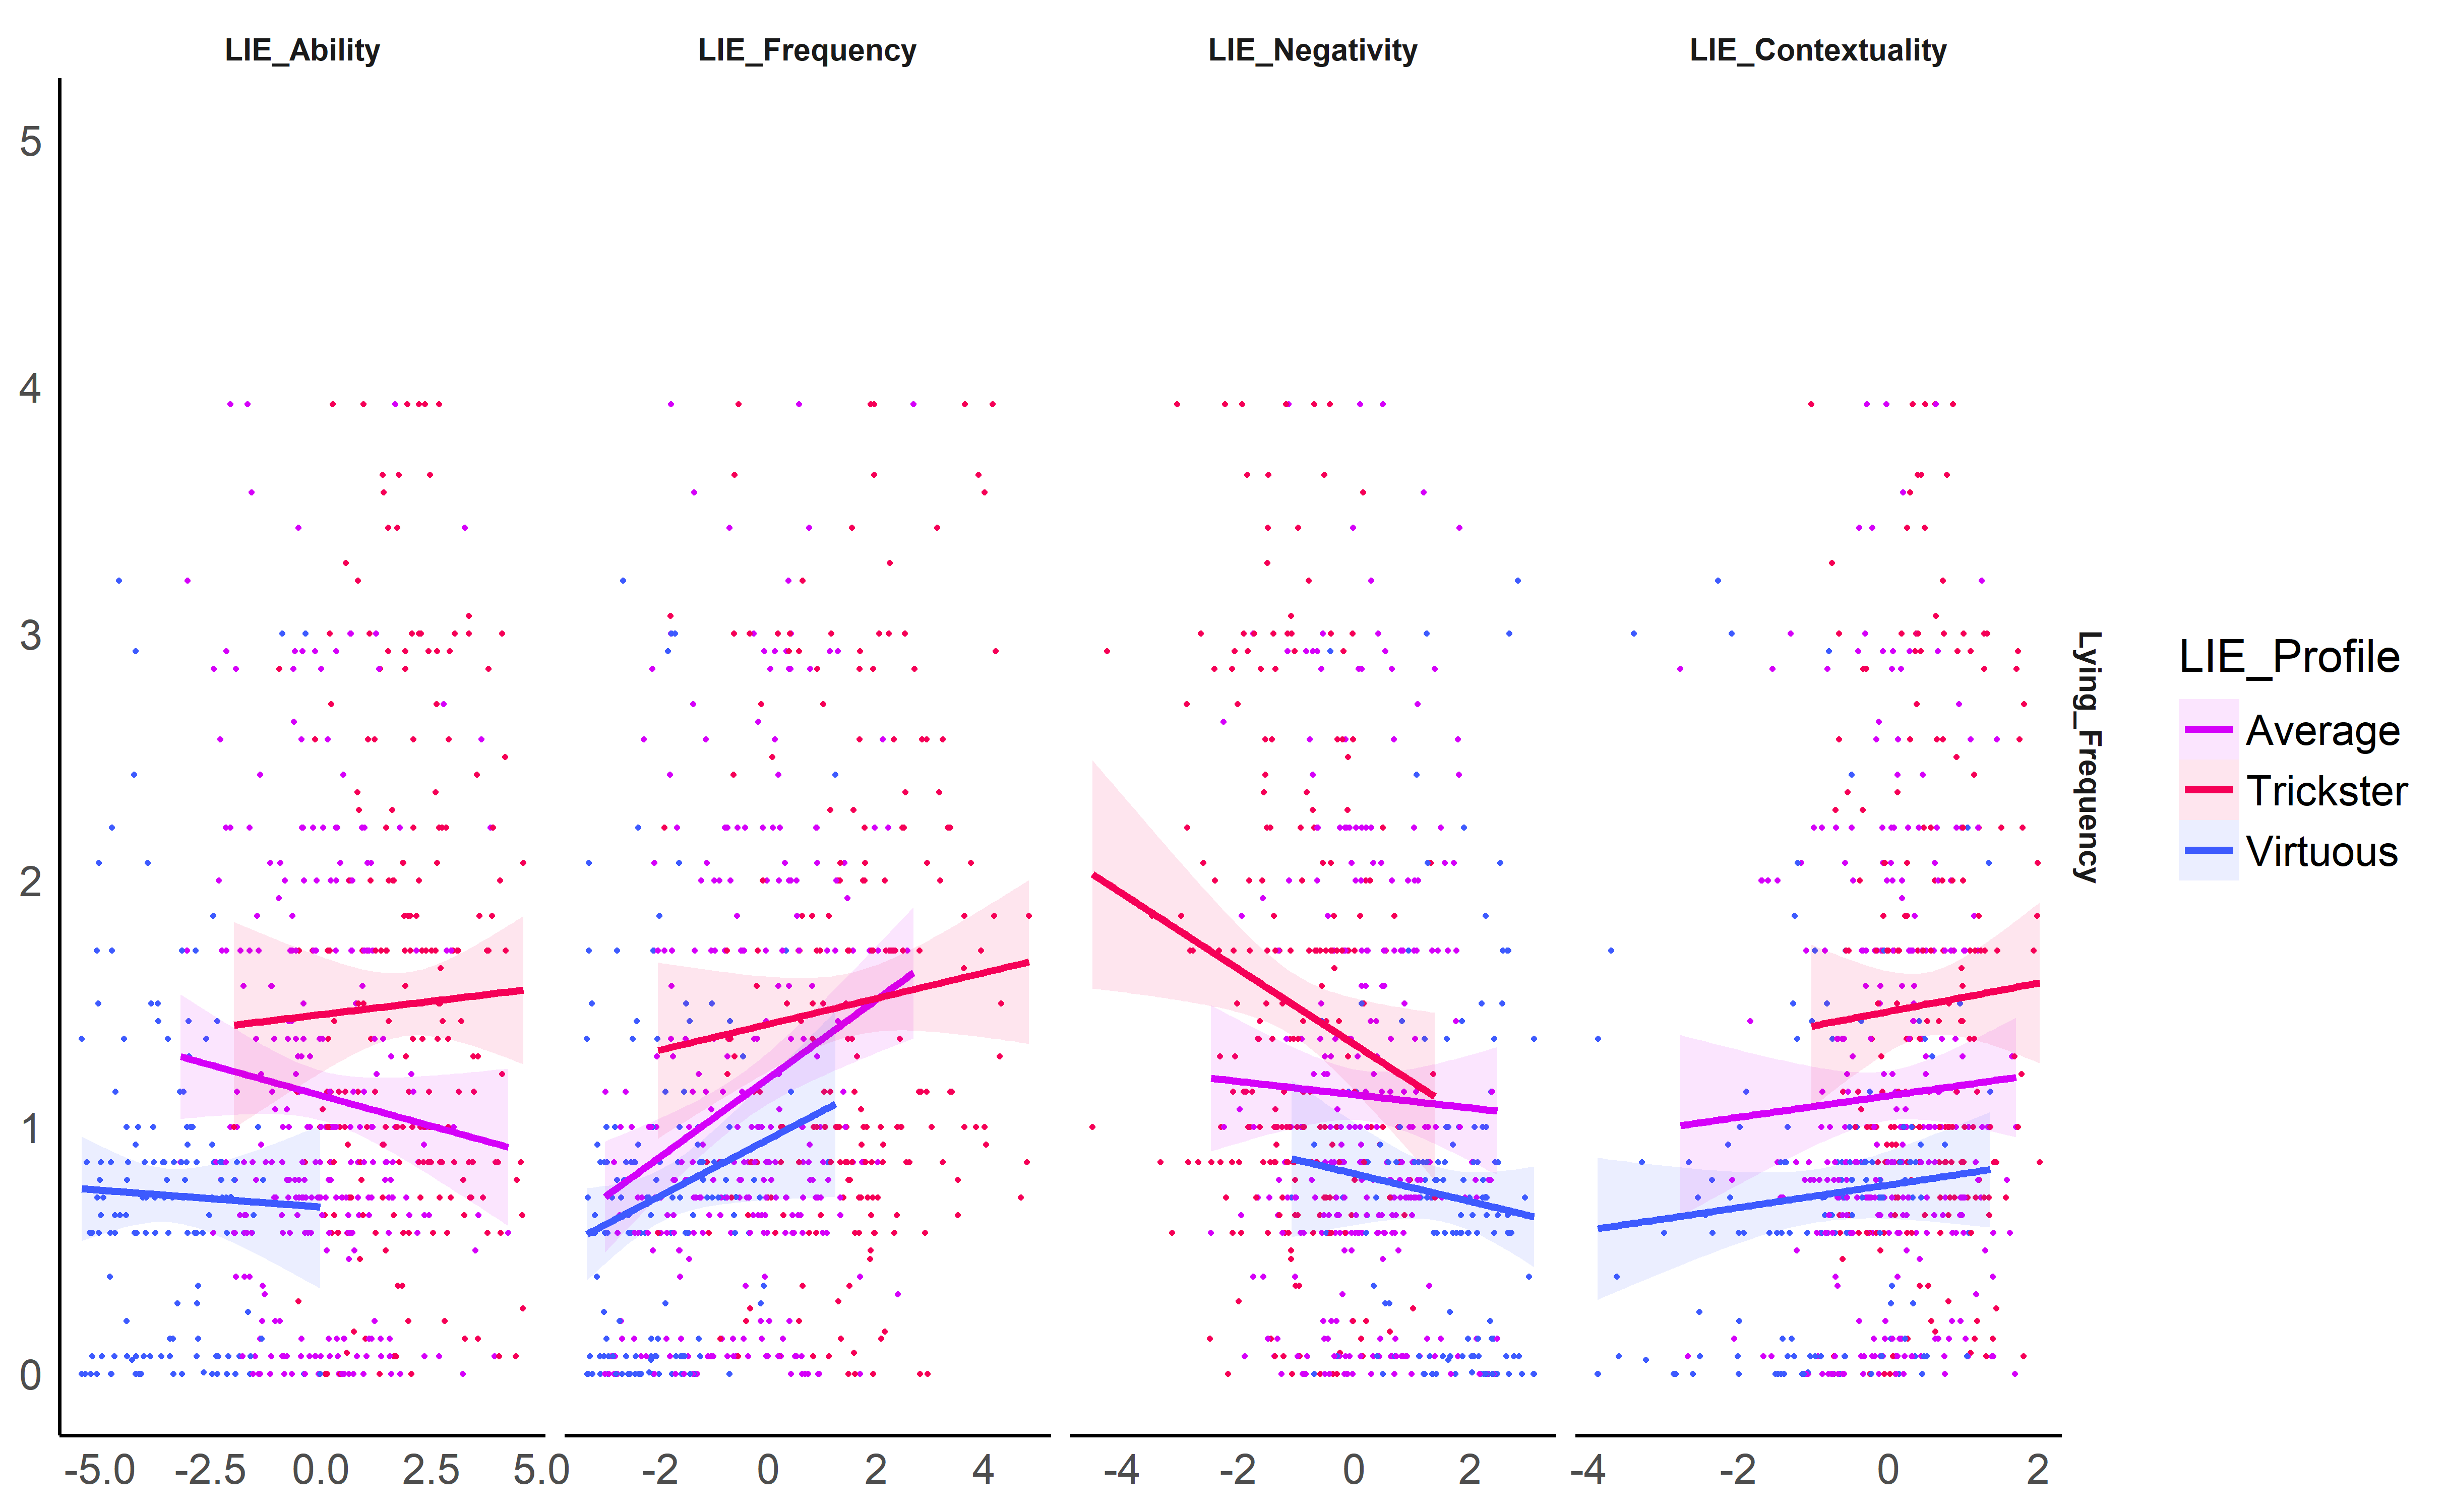 LIE_Ability LIE_Frequency LIE_Negativity LIE_Contextuality
5
4
3
2
1
0
-5.0 -2.5 0.0 2.5 5.0 -2 0 2 4 -4 -2 0 2 -4 -2 0 2
Lying_Frequency
LIE_Profile
Average
Trickster
Virtuous